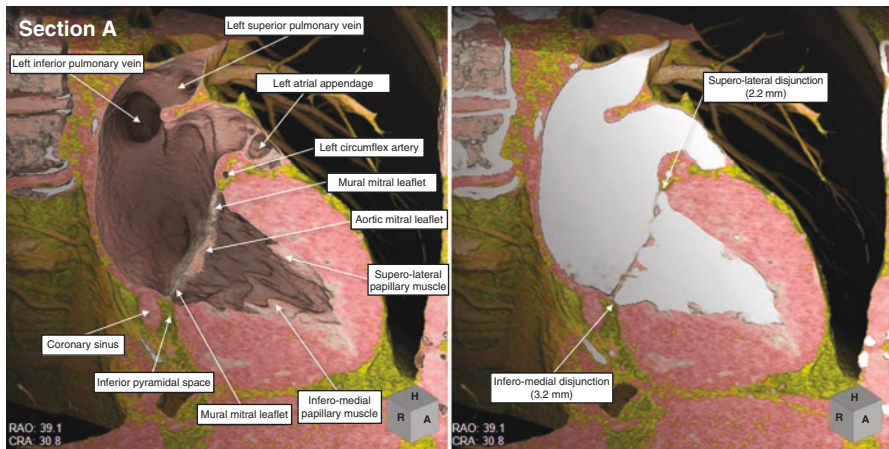 Section A
Left superior pulmonary vein
Left inferior pulmonary vein
Left atrial appendage
Left circumflex artery
Mural mitral leaflet
Aortic mitral leaflet
Supero-lateral
papillary muscle
Coronary sinus
Inferior pyramidal space
Mural mitral leaflet
Infero-medial
papillary muscle
RAO: 39.1
CRA: 30.8
H
R
A
Supero-lateral disjunction
(2.2 mm)
Infero-medial disjunction
(3.2 mm)
RAO: 39.1
CRA: 30.8
H
R
A